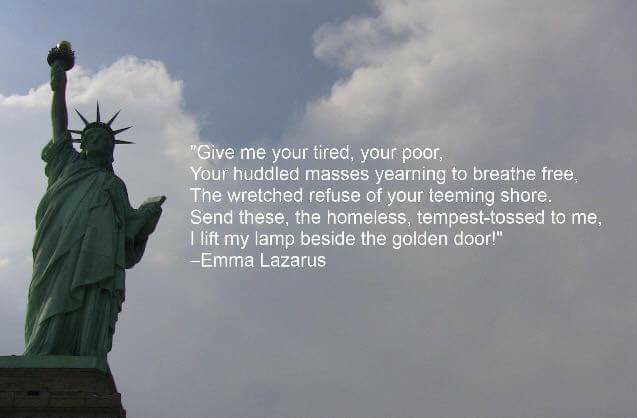 "Give me your tired, your poor,
Your huddled masses yearning to breathe free,
The wretched refuse of your teeming shore.
Send these, the homeless, tempest-tossed to me,
I lift my lamp beside the golden door!"
–Emma Lazarus